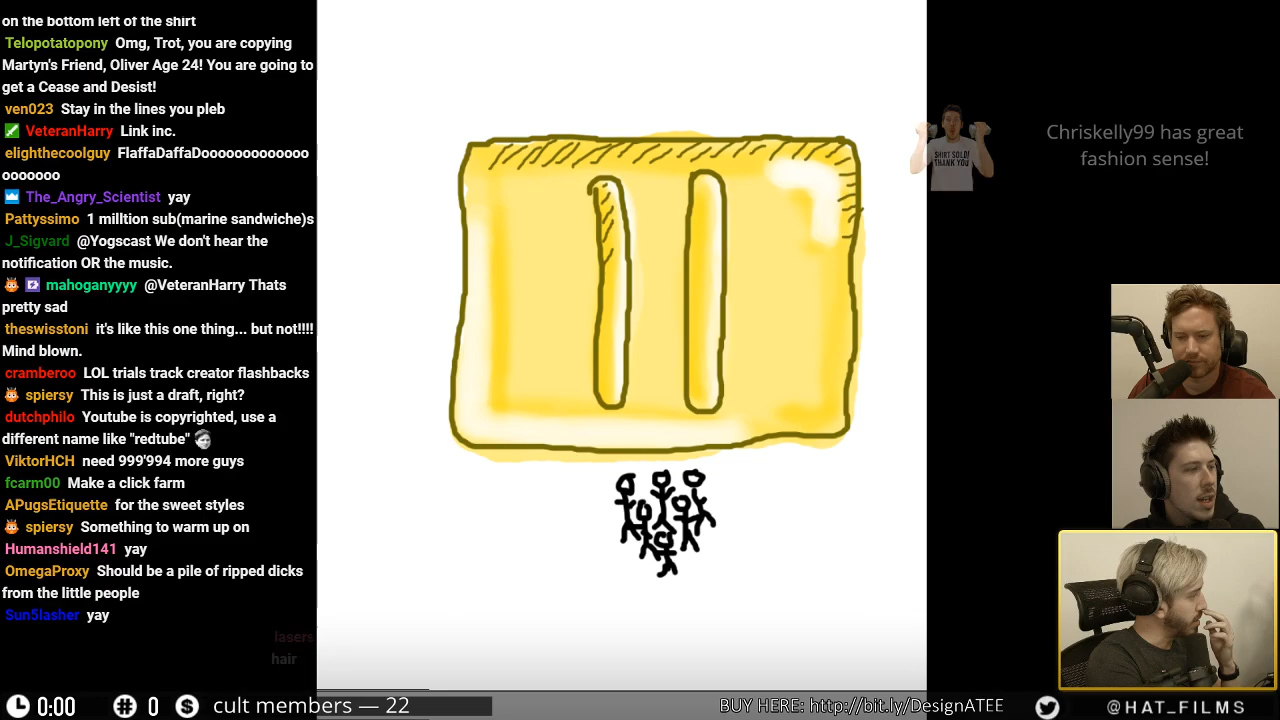 on the bottom left of the shirt
Telopotatopony Omg, Trot, you are copying
Martyn's Friend, Oliver Age 24! You are going to
get a Cease and Desist!
ven023 Stay in the lines you pleb
VeteranHarry Link inc.
elighthecoolguy FlaffaDaffaDooooooooooooo
ooooooo
The_Angry_Scientist yay
Pattyssimo 1 milltion sub(marine sandwiche)s
J_Sigvard @Yogscast We don't hear the
notification OR the music.
mahoganyyyy @VeteranHarry Thats
pretty sad
theswisstoni it's like this one thing... but not!!!!
Mind blown.
cramberoo LOL trials track creator flashbacks
spiersy This is just a draft, right?
dutchphilo Youtube is copyrighted, use a
different name like "redtube"
ViktorHCH need 999'994 more guys
fcarm00 Make a click farm
APugsEtiquette for the sweet styles
spiersy Something to warm up on
Humanshield141 yay
OmegaProxy Should be a pile of ripped dicks
from the little people
Sun5lasher yay
lasers
hair
SHIRT SOLD!
THANK YOU
Chriskelly99 has great
fashion sense!
0:00 # 0 $ cult members — 22
BUY HERE: http://bit.ly/DesignATEE
@HAT_FILMS